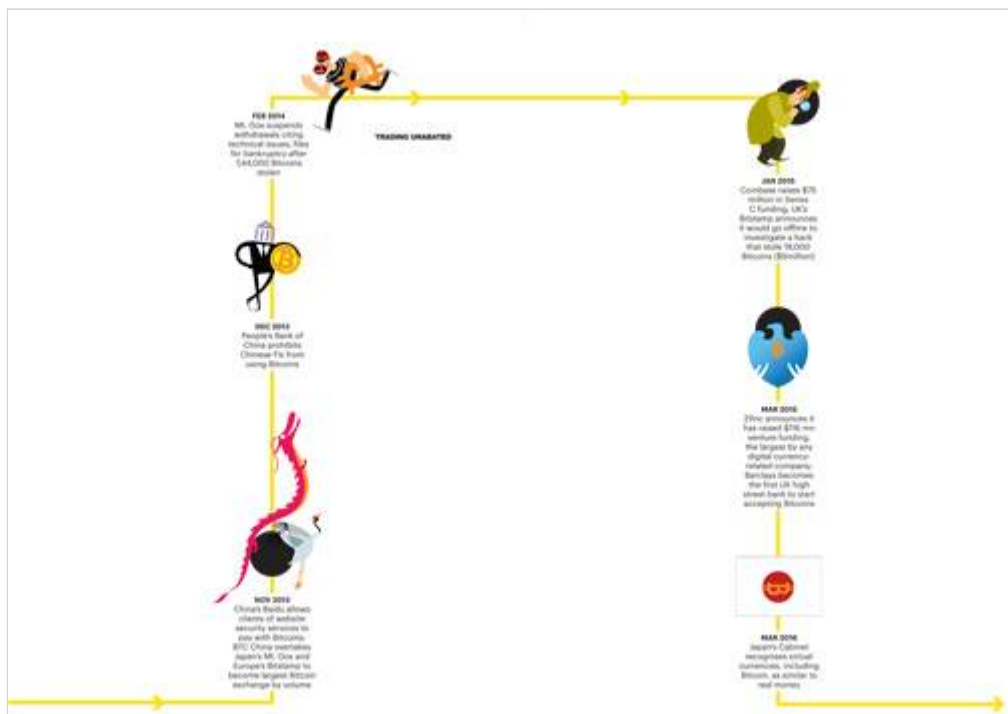 FEB 2014
Mt. Gox suspends
withdrawals citing
technical issues, files
for bankruptcy after
744,000 Bitcoins
stolen
TRADING UNABATED
DEC 2013
People's Bank of
China prohibits
Chinese FIs from
using Bitcoins
NOV 2013
China's Baidu allows
clients of website
security services to
pay with Bitcoins.
BTC China overtakes
Japan's Mt. Gox and
Europe's Bitstamp to
become largest Bitcoin
exchange by volume
JAN 2015
Coinbase raises $75
million in Series
C funding, UK's
Bitstamp announces
it would go offline to
investigate a hack
that stole 19,000
Bitcoins ($5million)
MAR 2015
21inc announces it
has raised $116 mn
venture funding,
the largest by any
digital currency-
related company.
Barclays becomes
the first UK high
street bank to start
accepting Bitcoins
MAR 2016
Japan's Cabinet
recognises virtual
currencies, including
Bitcoin, as similar to
real money